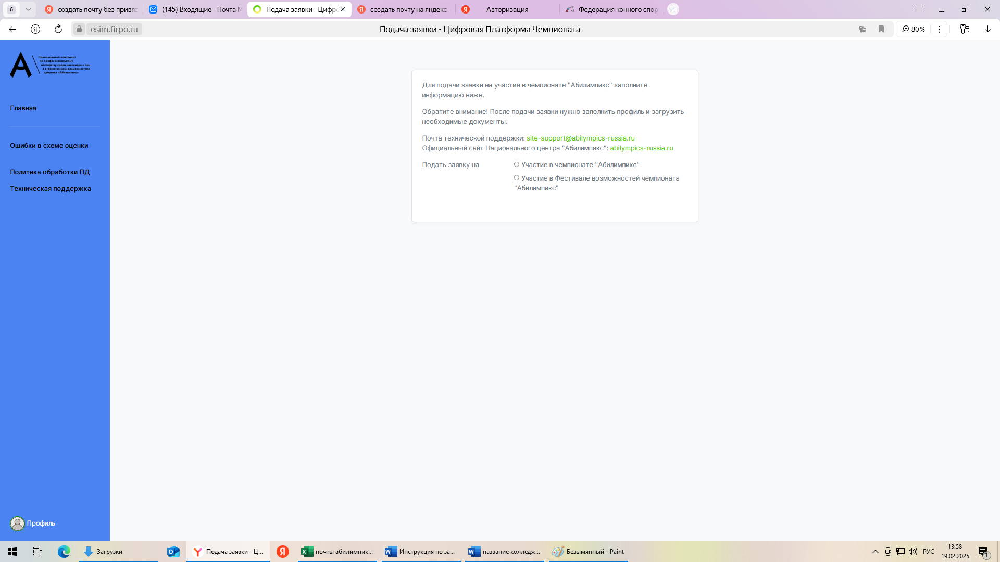 6
создать почту без привяз
(145) Входящие - Почта М
Подача заявки - Цифро
создать почту на яндекс -
Авторизация
Федерация конного спор
esim.firpo.ru
Подача заявки - Цифровая Платформа Чемпионата
80 %
Национальный чемпионат
по профессиональному
мастерству среди инвалидов и лиц
с ограниченными возможностями
здоровья «Абилимпикс»
Главная
Ошибки в схеме оценки
Политика обработки ПД
Техническая поддержка
Профиль
Для подачи заявки на участие в чемпионате "Абилимпикс" заполните
информацию ниже.
Обратите внимание! После подачи заявки нужно заполнить профиль и загрузить
необходимые документы.
Почта технической поддержки: site-support@abilympics-russia.ru
Официальный сайт Национального центра "Абилимпикс": abilympics-russia.ru
Подать заявку на
Участие в чемпионате "Абилимпикс"
Участие в Фестивале возможностей чемпионата
"Абилимпикс"
Загрузки
Подача заявки - Ц...
почты абилимпик...
Инструкция по за...
название колледж...
Безымянный - Paint
РУС
13:58
19.02.2025
1